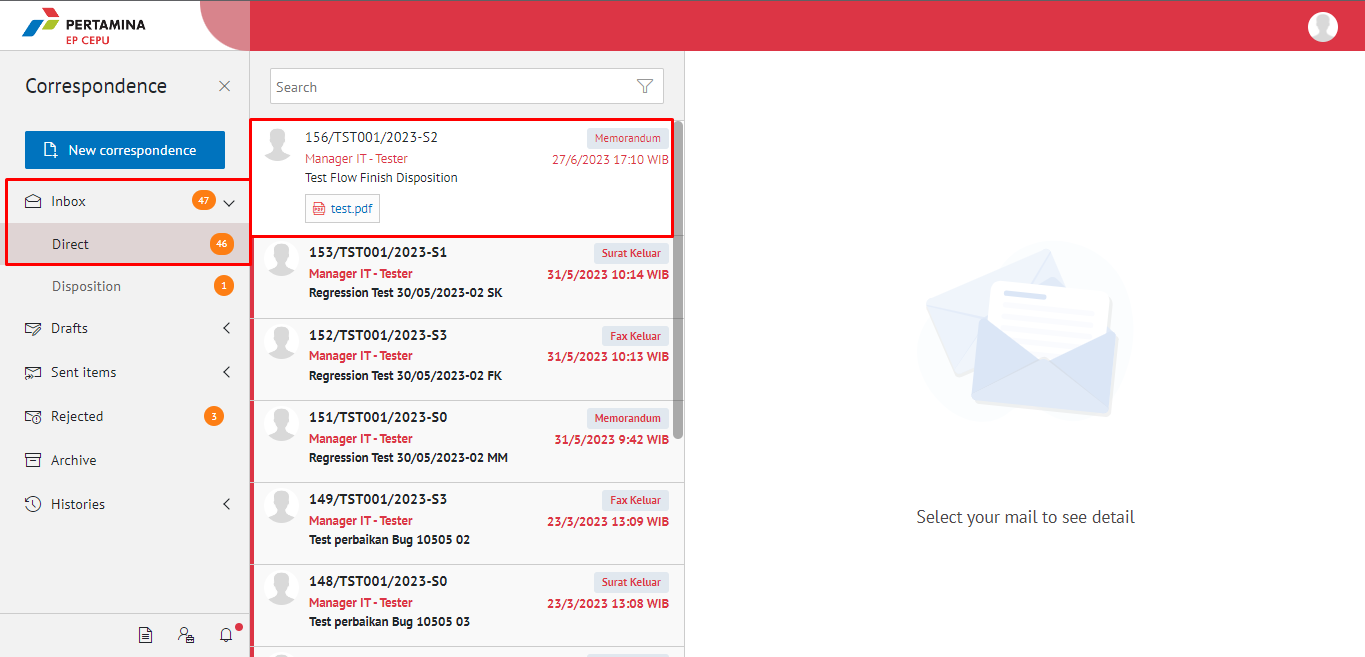 PERTAMINA
EP CEPU
Correspondence
New correspondence
Inbox 47
Direct 46
Disposition 1
Drafts
Sent items
Rejected 3
Archive
Histories
Search
156/TST001/2023-S2 Memorandum
Manager IT - Tester 27/6/2023 17:10 WIB
Test Flow Finish Disposition
PDF test.pdf
153/TST001/2023-S1 Surat Keluar
Manager IT - Tester 31/5/2023 10:14 WIB
Regression Test 30/05/2023-02 SK
152/TST001/2023-S3 Fax Keluar
Manager IT - Tester 31/5/2023 10:13 WIB
Regression Test 30/05/2023-02 FK
151/TST001/2023-S0 Memorandum
Manager IT - Tester 31/5/2023 9:42 WIB
Regression Test 30/05/2023-02 MM
149/TST001/2023-S3 Fax Keluar
Manager IT - Tester 23/3/2023 13:09 WIB
Test perbaikan Bug 10505 02
148/TST001/2023-S0 Surat Keluar
Manager IT - Tester 23/3/2023 13:08 WIB
Test perbaikan Bug 10505 03
Select your mail to see detail